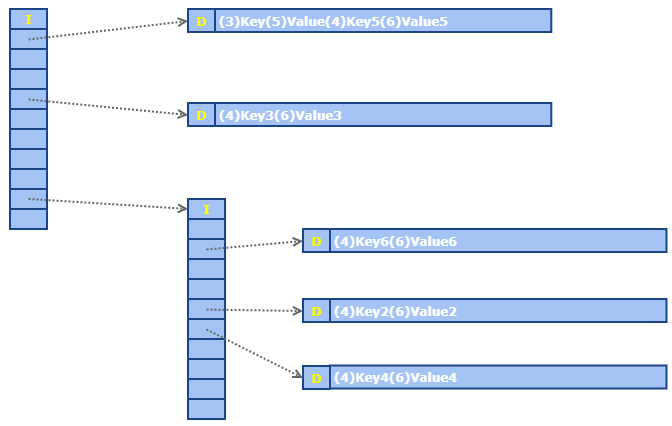 I
D (3)Key(5)Value(4)Key5(6)Value5
D (4)Key3(6)Value3
I
D (4)Key6(6)Value6
D (4)Key2(6)Value2
D (4)Key4(6)Value4